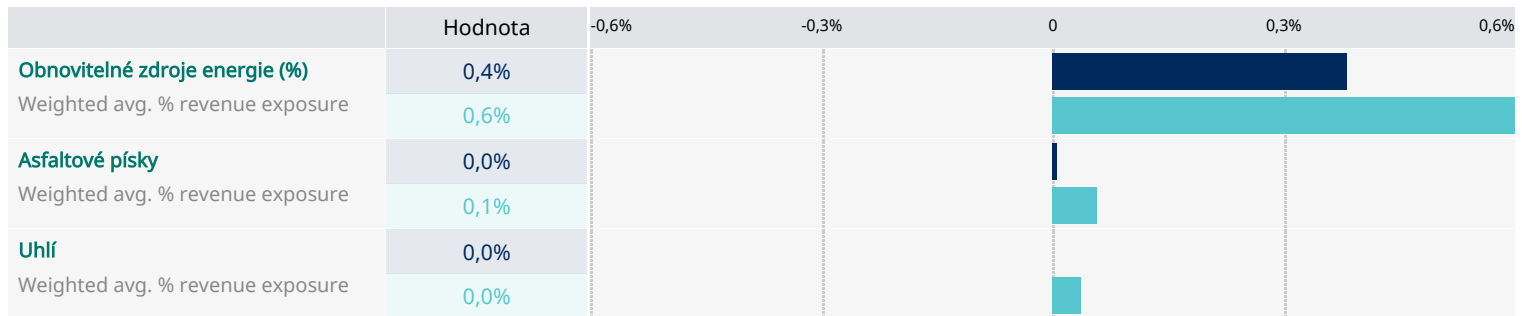 Hodnota -0,6% -0,3% 0 0,3% 0,6%
Obnovitelné zdroje energie (%) 0,4%
Weighted avg. % revenue exposure 0,6%
Asfaltové písky 0,0%
Weighted avg. % revenue exposure 0,1%
Uhlí 0,0%
Weighted avg. % revenue exposure 0,0%